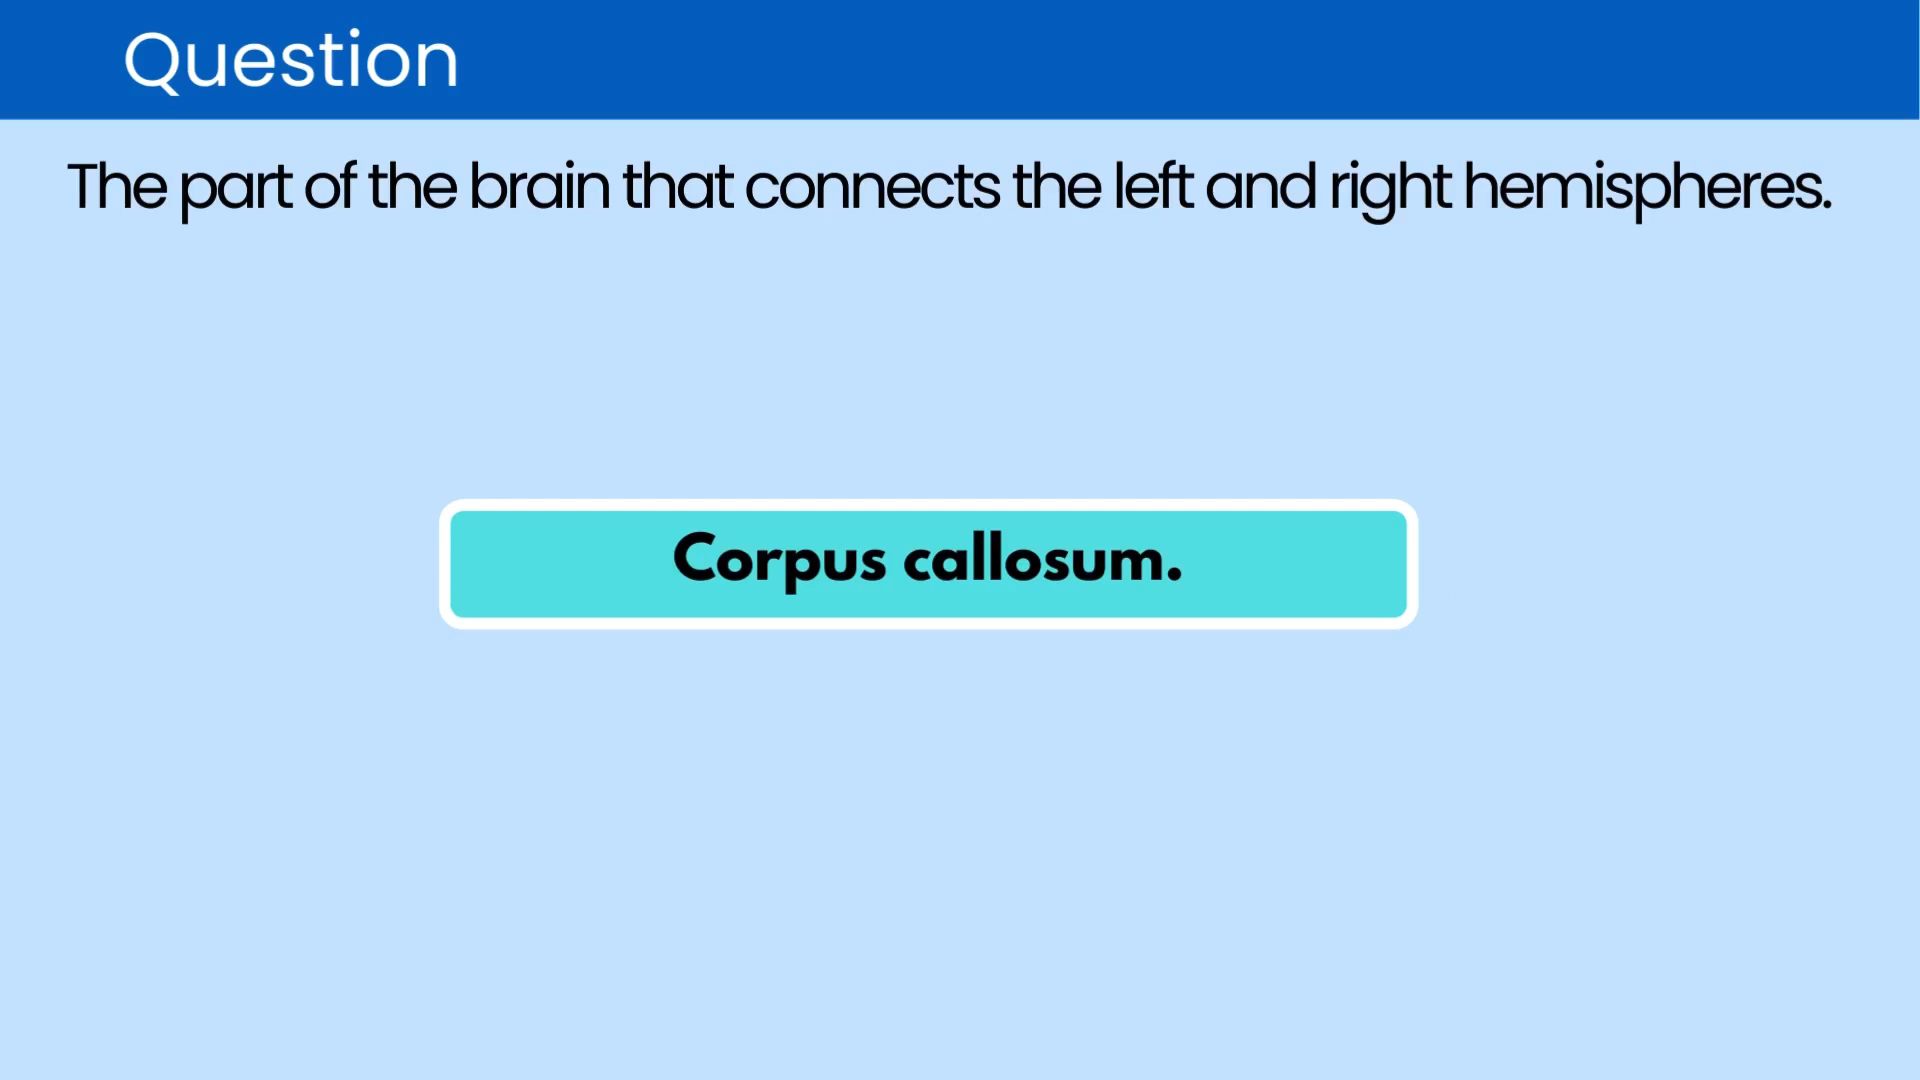 Question
The part of the brain that connects the left and right hemispheres.
Corpus callosum.